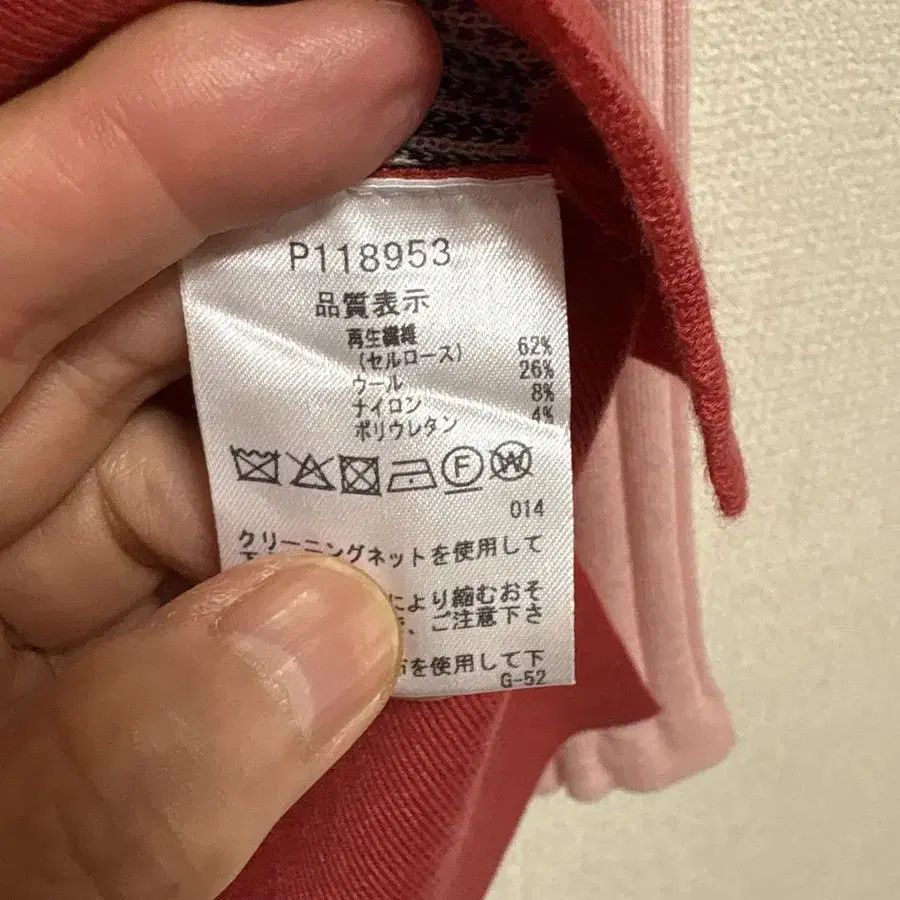 P118953
品質表示
再生繊維
(セルロース) 62%
ウール 26%
ナイロン 8%
ポリウレタン 4%
F W
014
クリーニングネットを使用して
下
により縮むおそ
、ご注意下さ
を使用して下
G-52